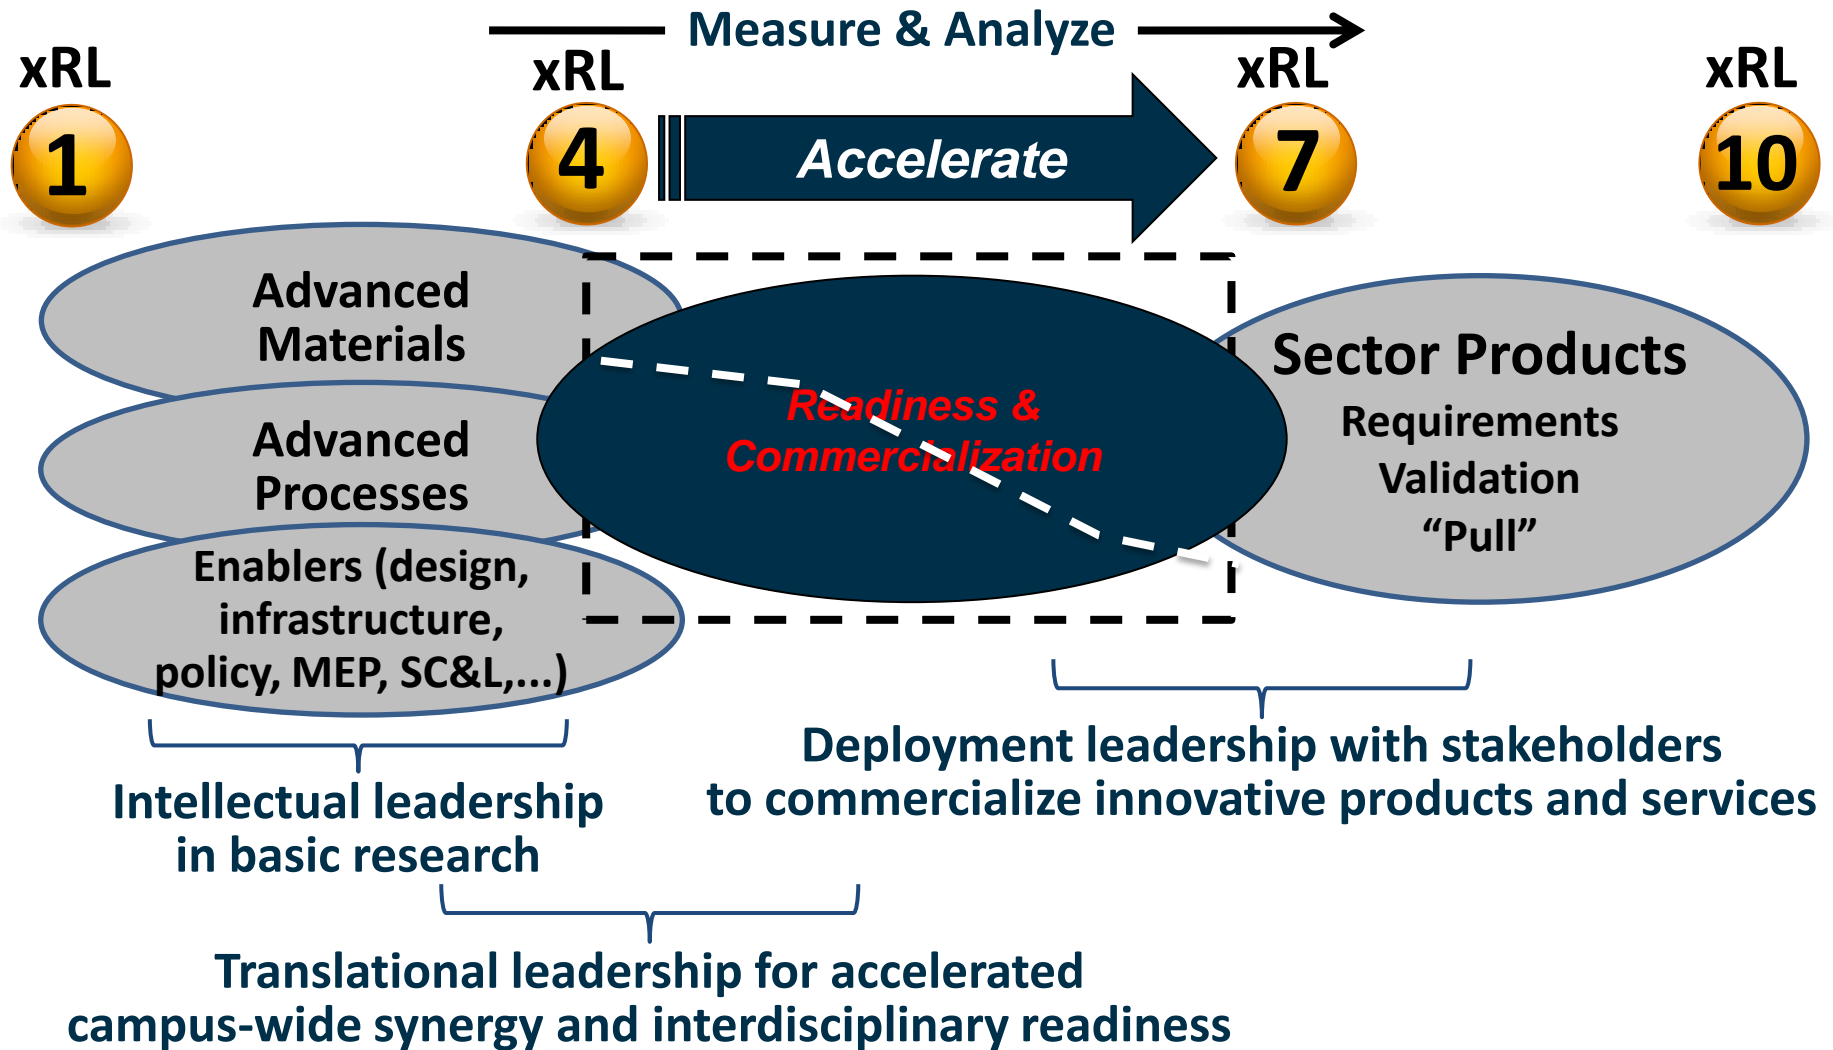 Measure & Analyze
xRL
xRL
xRL
xRL
1
4
Accelerate
7
10
Advanced
Materials
Advanced
Processes
Enablers (design,
infrastructure,
policy, MEP, SC&L,...)
Readiness &
Commercialization
Sector Products
Requirements
Validation
“Pull”
Intellectual leadership
in basic research
Deployment leadership with stakeholders
to commercialize innovative products and services
Translational leadership for accelerated
campus-wide synergy and interdisciplinary readiness